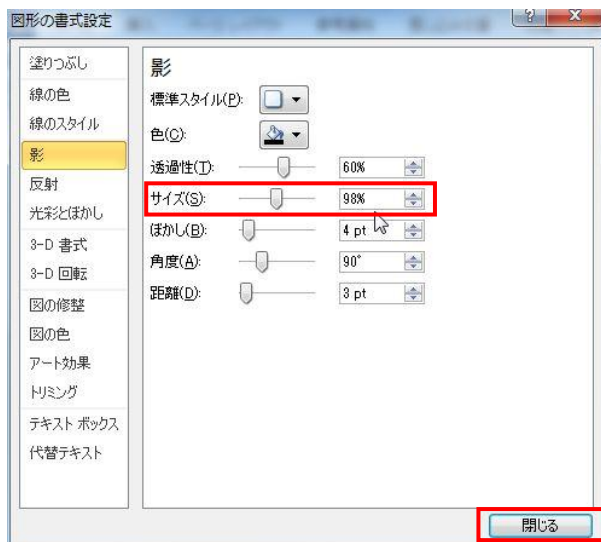 図形の書式設定
塗りつぶし
線の色
線のスタイル
影
反射
光彩とぼかし
3-D 書式
3-D 回転
図の修整
図の色
アート効果
トリミング
テキスト ボックス
代替テキスト
影
標準スタイル(P):
色(C):
透過性(T): 60%
サイズ(S): 98%
ぼかし(B): 4 pt
角度(A): 90°
距離(D): 3 pt
閉じる